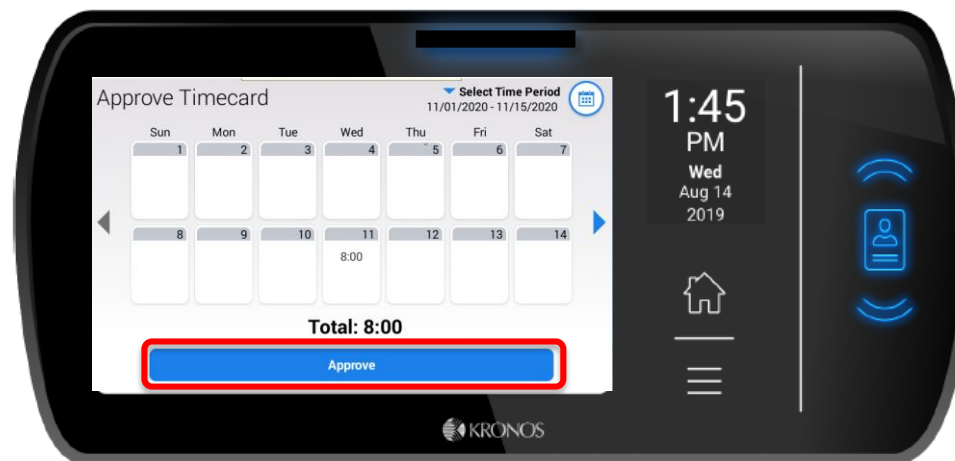 Approve Timecard
Select Time Period
11/01/2020 - 11/15/2020
Sun Mon Tue Wed Thu Fri Sat
1 2 3 4 5 6 7
8 9 10 11 12 13 14
8:00
Total: 8:00
Approve
1:45
PM
Wed
Aug 14
2019
KRONOS